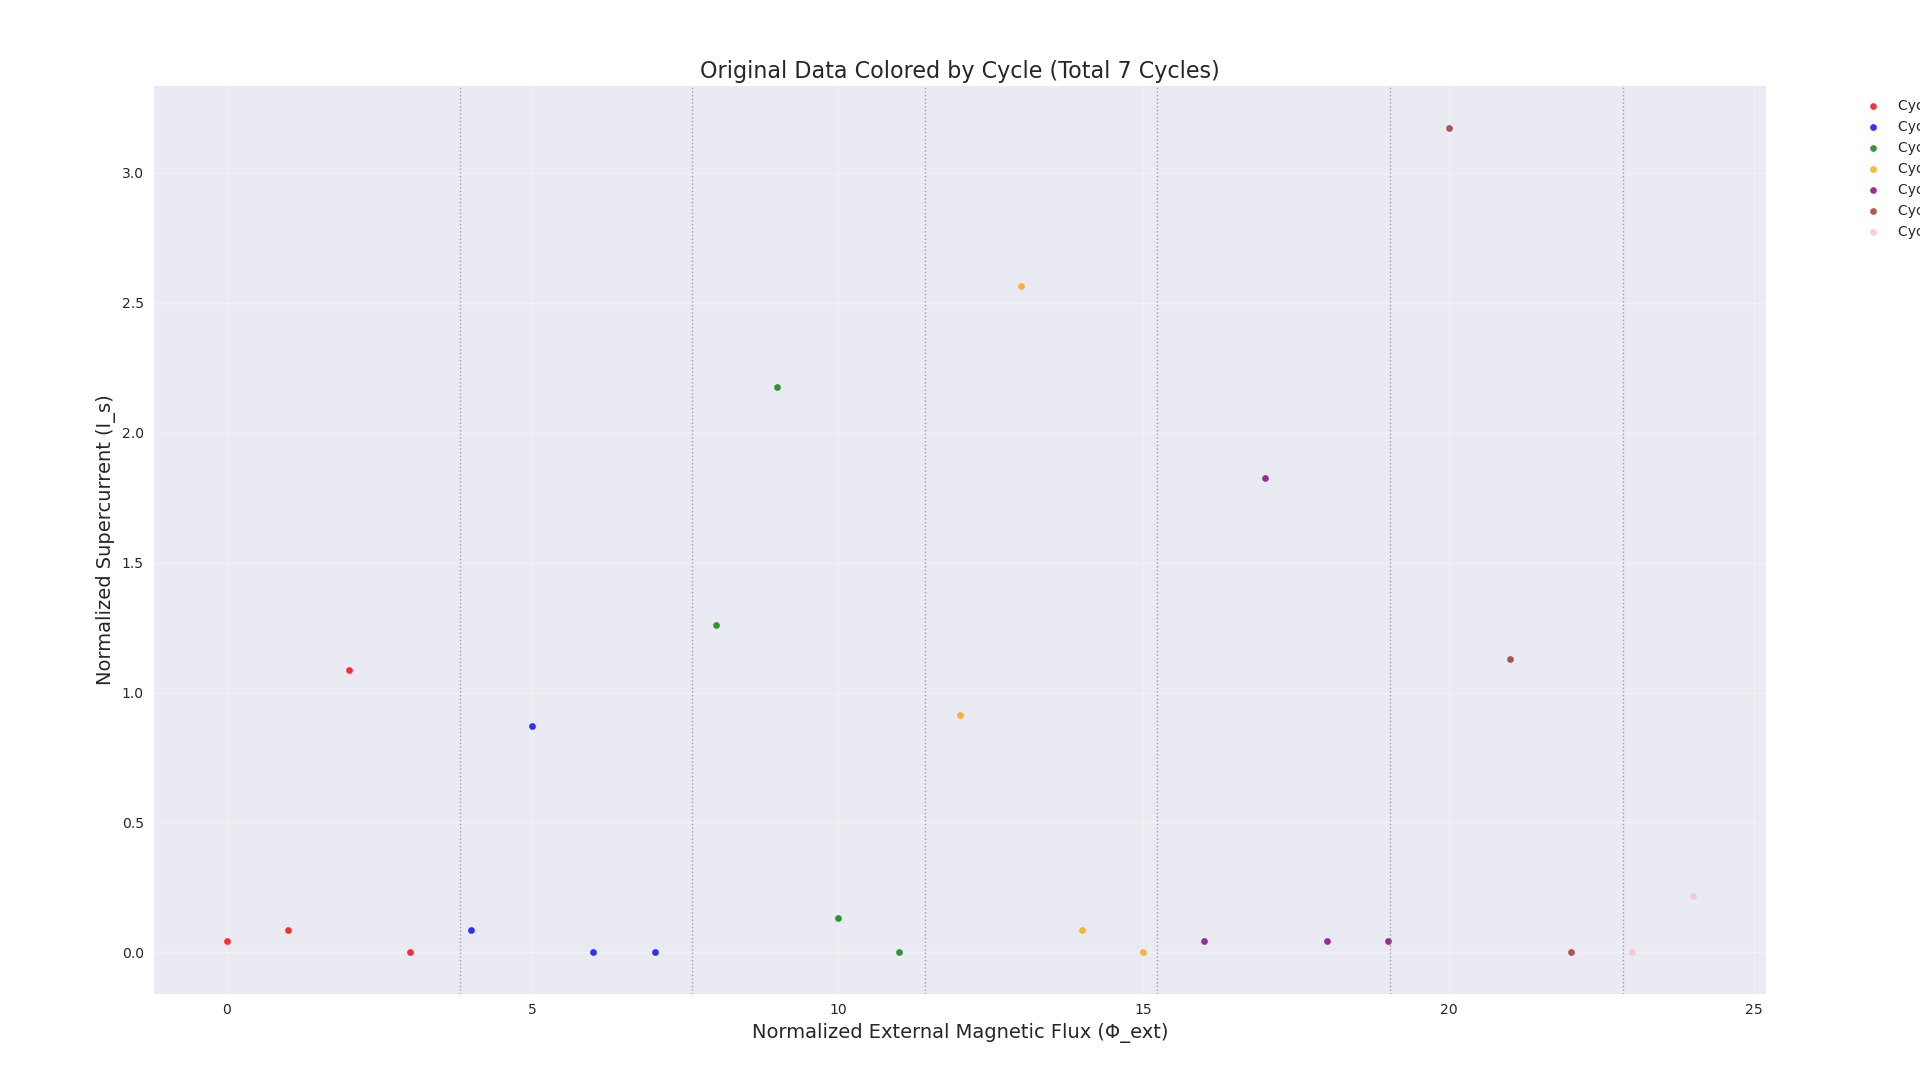 Original Data Colored by Cycle (Total 7 Cycles)
Normalized Supercurrent (I_s)
3.0
2.5
2.0
1.5
1.0
0.5
0.0
0 5 10 15 20 25
Normalized External Magnetic Flux (Φ_ext)
Cyc
Cyc
Cyc
Cyc
Cyc
Cyc
Cyc